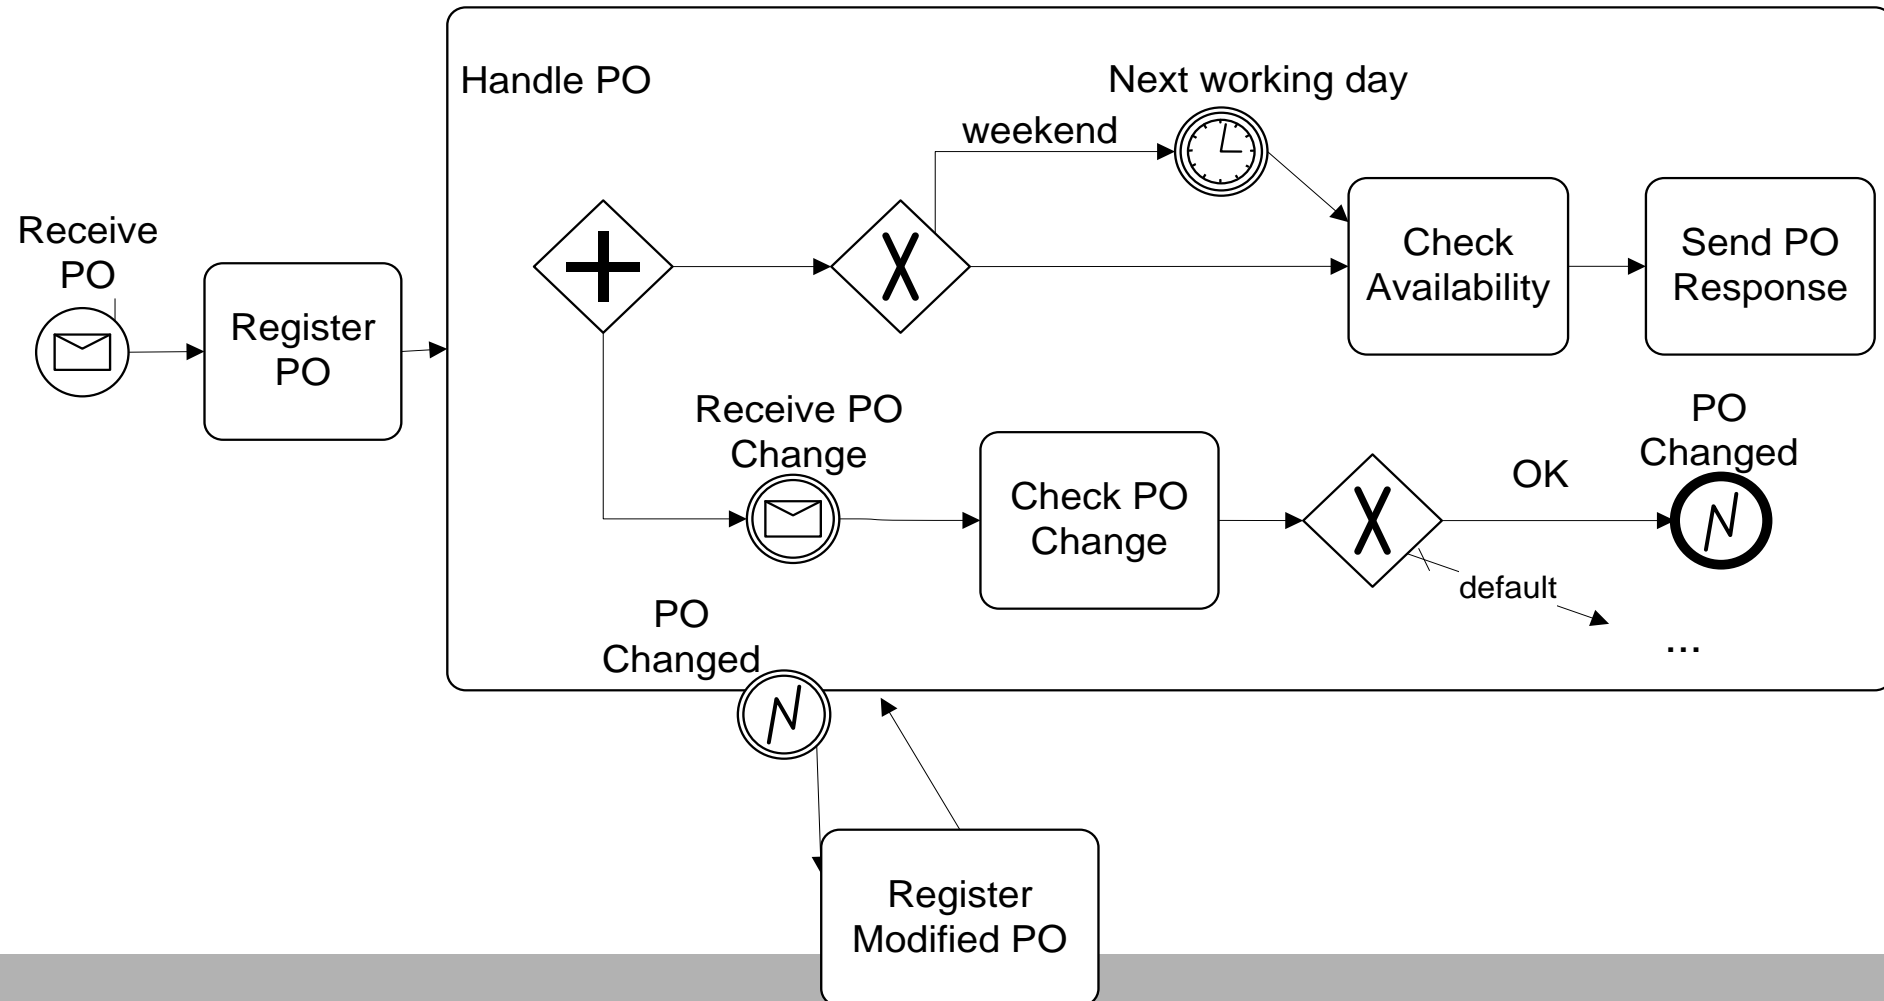 Handle PO
Next working day
weekend
Receive
PO
Register
PO
Check
Availability
Send PO
Response
Receive PO
Change
Check PO
Change
OK
PO
Changed
default
...
PO
Changed
Register
Modified PO